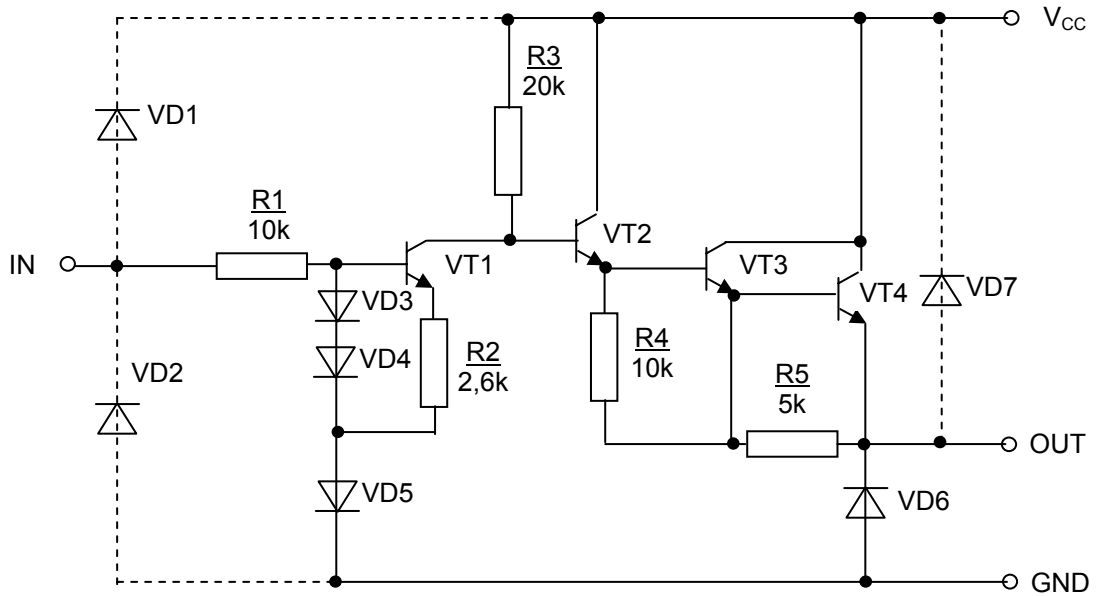 V_CC
R3
20k
VD1
R1
10k
VT2
IN
VT1
VT3
VD3
VT4
VD7
VD4
R2
2,6k
R4
10k
VD2
R5
5k
OUT
VD5
VD6
GND